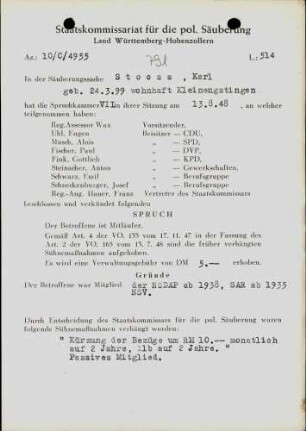 Staatskommissariat für die pol. Säuberung
Land Württemberg-Hohenzollern
Az.: 10/C/4955
791
L: 514
In der Säuberungssache S t o o s s , Karl
geb. 24.3.99 wohnhaft Kleinengstingen
hat die Spruchkammer VII in ihrer Sitzung am 13.8.48 , an welcher
teilgenommen haben:
Reg.Assessor Wax Vorsitzender,
Uhl, Eugen Beisitzer — CDU,
Mauch, Alois „ — SPD,
Fischer, Paul „ — DVP,
Fink, Gottlich „ — KPD,
Steinacher, Anton „ — Gewerkschaften,
Schwarz, Emil „ — Berufsgruppe
Schneckenburger, Josef „ — Berufsgruppe
Reg.-Ang. Hauer, Franz Vertreter des Staatskommissars
beschlossen und verkündet folgenden
SPRUCH
Der Betroffene ist Mitläufer.
Gemäß Art. 4 der VO. 133 vom 17. 11. 47 in der Fassung des
Art. 2 der VO. 165 vom 13. 7. 48 sind die früher verhängten
Sühnemaßnahmen aufgehoben.
Es wird eine Verwaltungsgebühr von DM 5.-- erhoben.
Gründe
Der Betroffene war Mitglied der NSDAP ab 1938, SAR ab 1935
NSV.
Durch Entscheidung des Staatskommissars für die pol. Säuberung waren
folgende Sühnemaßnahmen verhängt worden:
" Kürzung der Bezüge um RM 10.-- monatlich
auf 2 Jahre, 11b auf 2 Jahre. "
Passives Mitglied.